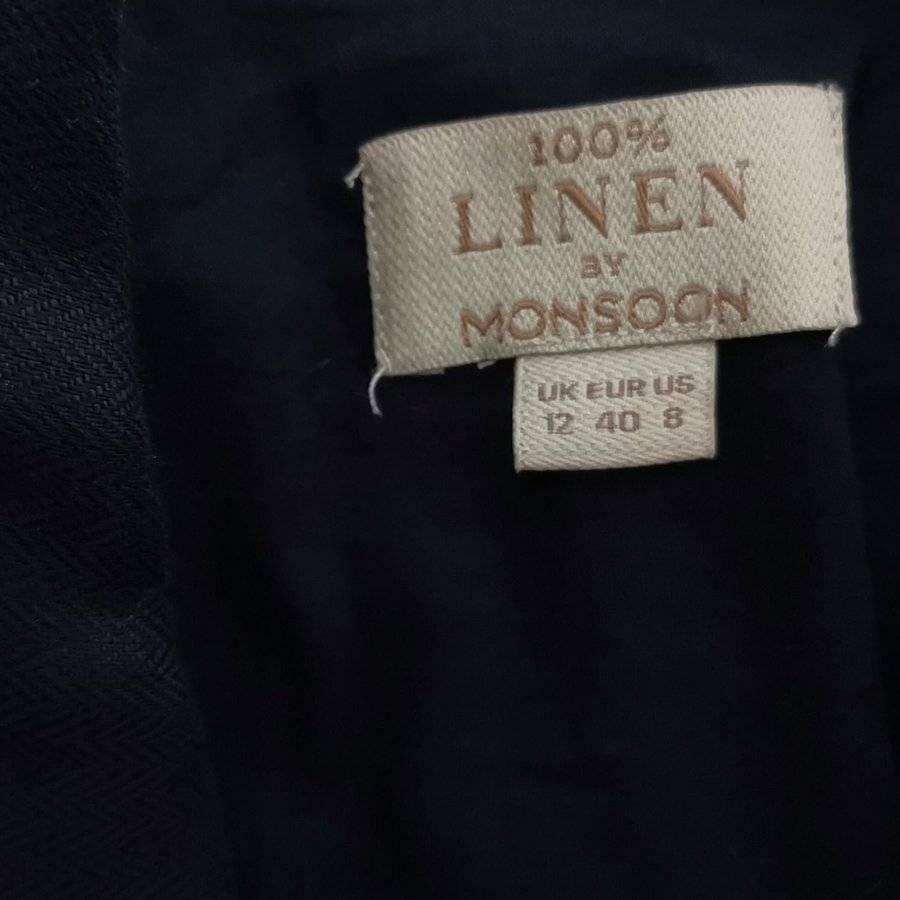 100%
LINEN
BY
MONSOON
UK EUR US
12 40 8